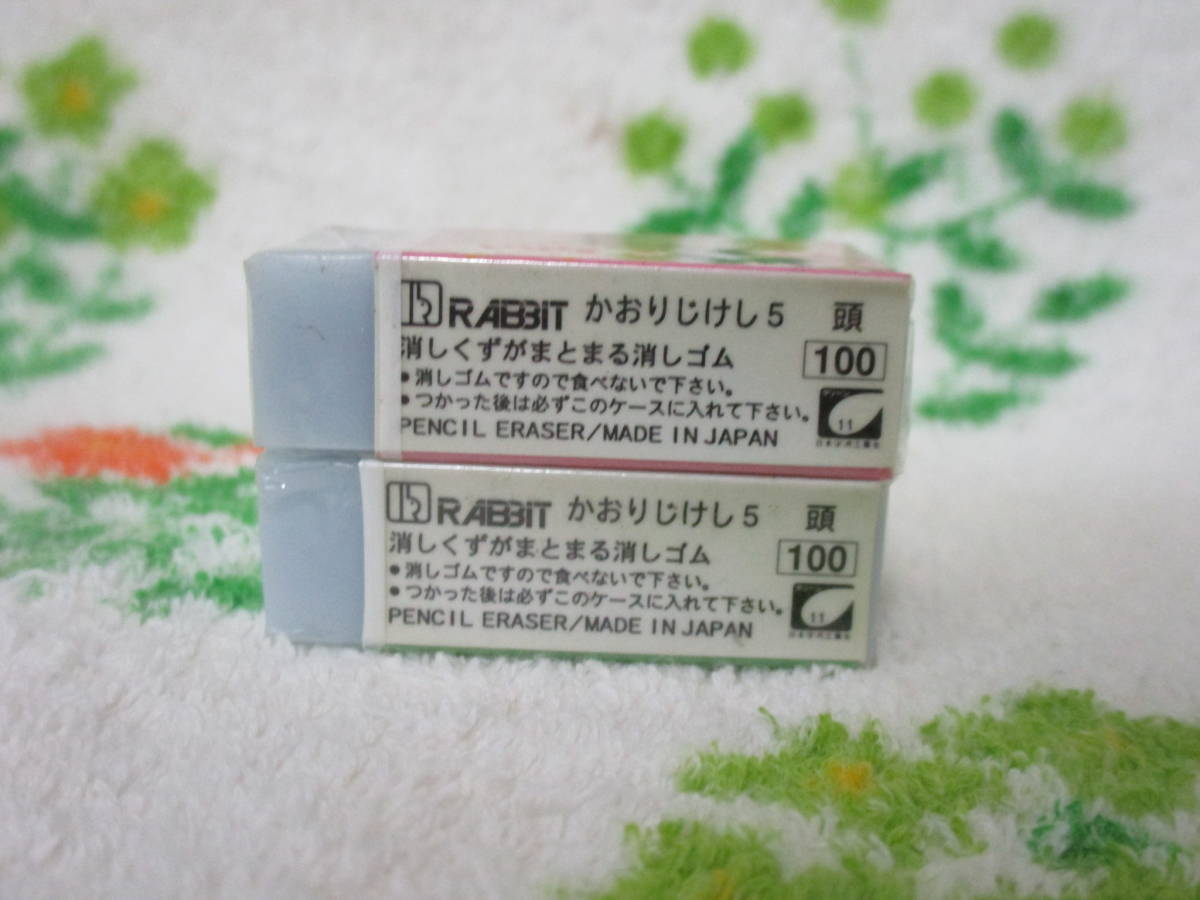 RABBIT かおりじけし5 頭
消しくずがまとまる消しゴム 100
•消しゴムですので食べないで下さい。
•つかった後は必ずこのケースに入れて下さい。 11
PENCIL ERASER/MADE IN JAPAN
RABBIT かおりじけし5 頭
消しくずがまとまる消しゴム 100
•消しゴムですので食べないで下さい。
•つかった後は必ずこのケースに入れて下さい。 11
PENCIL ERASER/MADE IN JAPAN